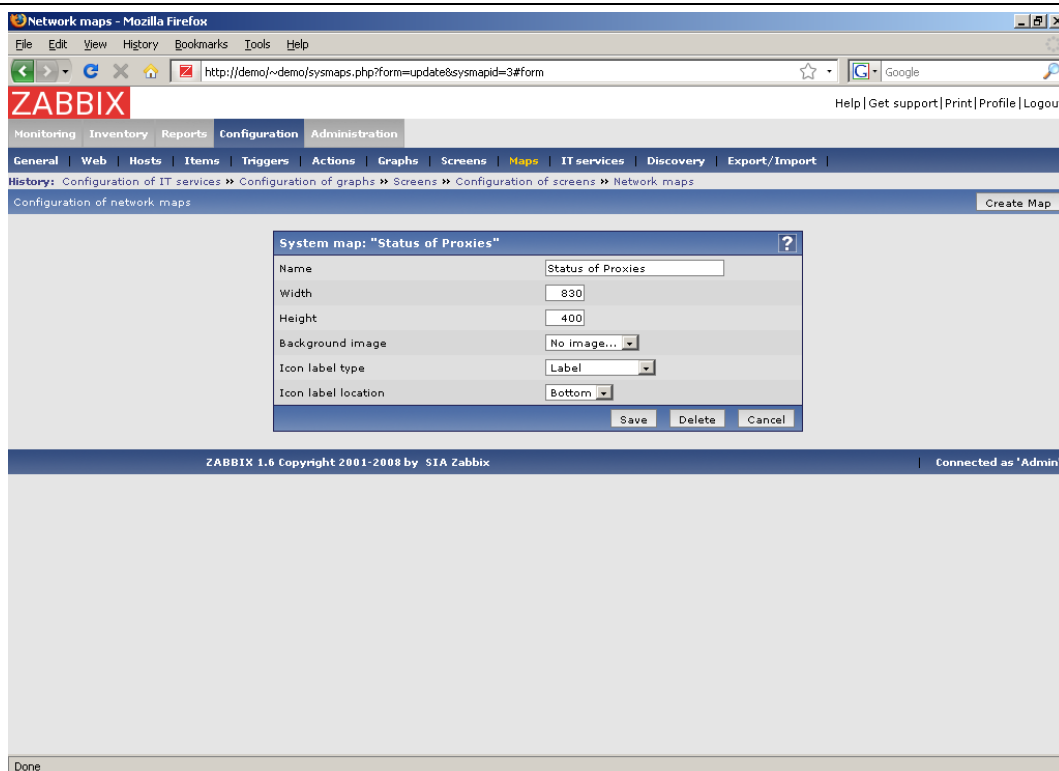 Network maps - Mozilla Firefox
File Edit View History Bookmarks Tools Help
http://demo/~demo/sysmaps.php?form=update&sysmapid=3#form G Google
ZABBIX Help | Get support | Print | Profile | Logou
Monitoring Inventory Reports Configuration Administration
General | Web | Hosts | Items | Triggers | Actions | Graphs | Screens | Maps | IT services | Discovery | Export/Import |
History: Configuration of IT services » Configuration of graphs » Screens » Configuration of screens » Network maps
Configuration of network maps Create Map
System map: "Status of Proxies" ?
Name Status of Proxies
Width 830
Height 400
Background image No image...
Icon label type Label
Icon label location Bottom
Save Delete Cancel
ZABBIX 1.6 Copyright 2001-2008 by SIA Zabbix | Connected as 'Admin'
Done